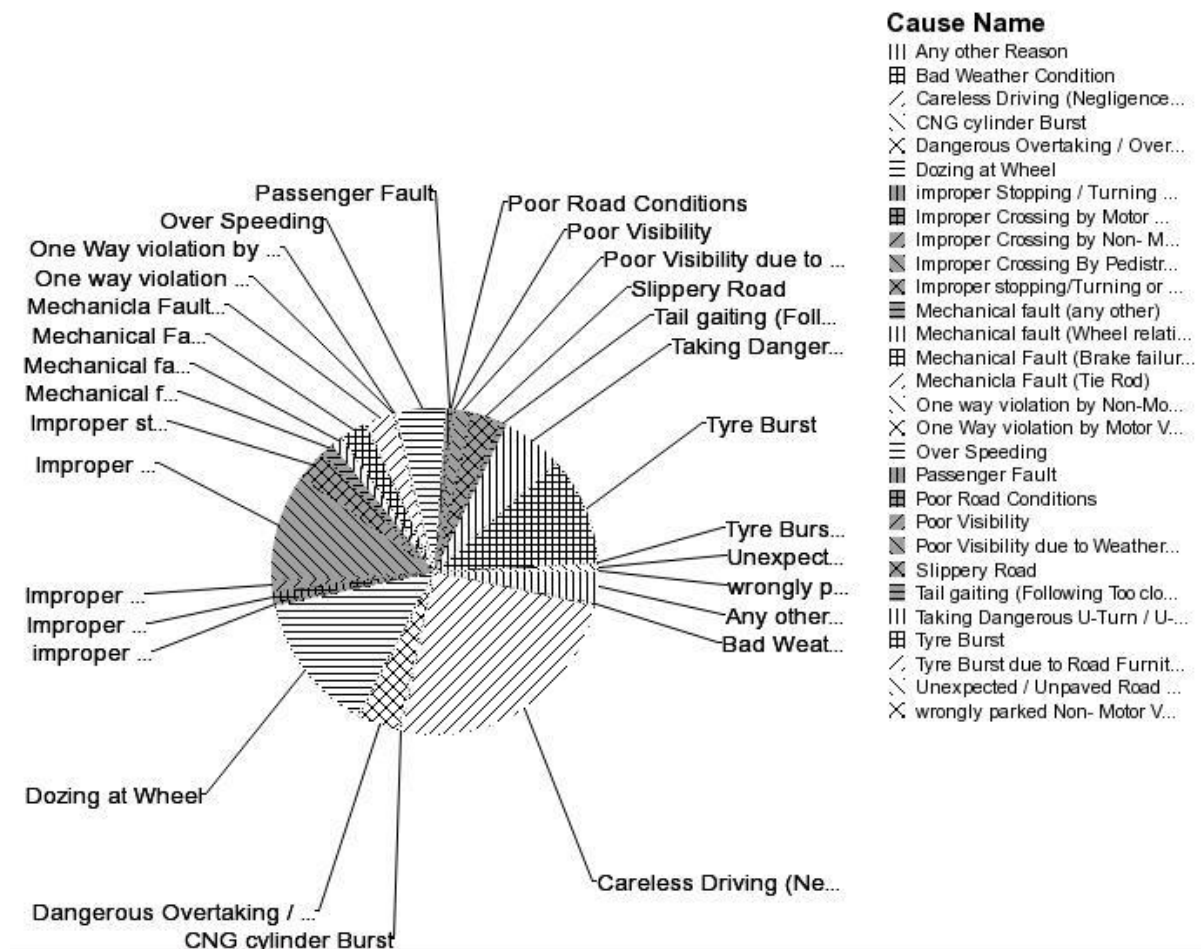 Cause Name
Any other Reason
Bad Weather Condition
Careless Driving (Negligence...
CNG cylinder Burst
Dangerous Overtaking / Over...
Dozing at Wheel
improper Stopping / Turning ...
Improper Crossing by Motor ...
Improper Crossing by Non- M...
Improper Crossing By Pedistr...
Improper stopping/Turning or ...
Mechanical fault (any other)
Mechanical fault (Wheel relati...
Mechanical Fault (Brake failur...
Mechanicla Fault (Tie Rod)
One way violation by Non-Mo...
One Way violation by Motor V...
Over Speeding
Passenger Fault
Poor Road Conditions
Poor Visibility
Poor Visibility due to Weather...
Slippery Road
Tail gaiting (Following Too clo...
Taking Dangerous U-Turn / U-...
Tyre Burst
Tyre Burst due to Road Furnit...
Unexpected / Unpaved Road ...
wrongly parked Non- Motor V...
Passenger Fault
Over Speeding
One Way violation by ...
One way violation ...
Mechanicla Fault...
Mechanical Fa...
Mechanical fa...
Mechanical f...
Improper st...
Improper ...
Improper ...
Improper ...
improper ...
Dozing at Wheel
Dangerous Overtaking / ...
CNG cylinder Burst
Poor Road Conditions
Poor Visibility
Poor Visibility due to ...
Slippery Road
Tail gaiting (Foll...
Taking Danger...
Tyre Burst
Tyre Burs...
Unexpect...
wrongly p...
Any other...
Bad Weat...
Careless Driving (Ne...